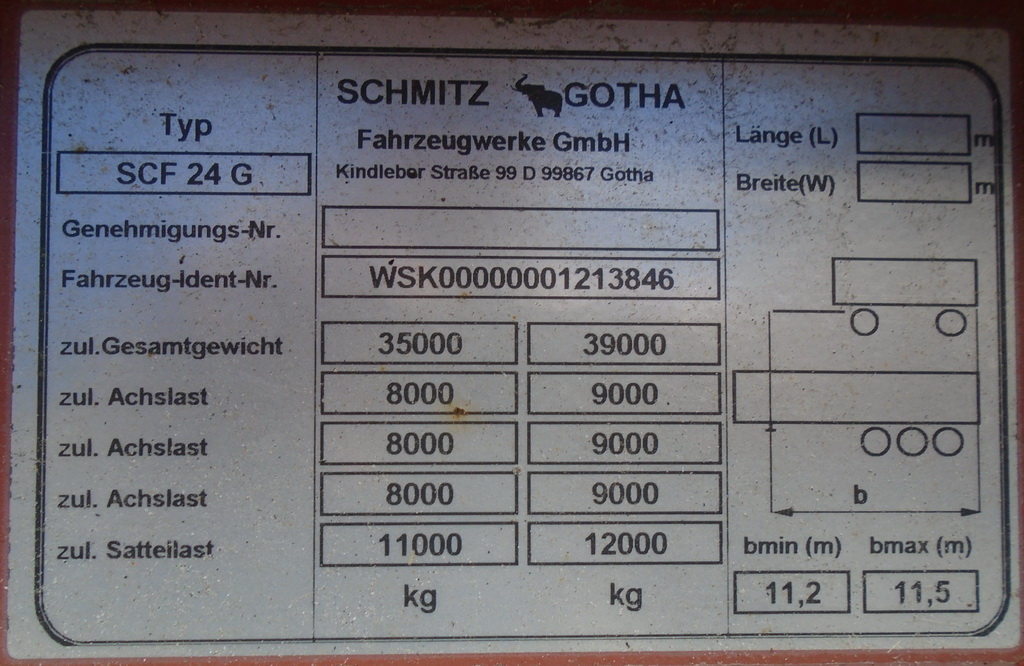 SCHMITZ GOTHA
Fahrzeugwerke GmbH
Kindleber Straße 99 D 99867 Gotha
Typ
SCF 24 G
Genehmigungs-Nr.
Fahrzeug-Ident-Nr. WSK00000001213846
zul.Gesamtgewicht 35000 39000
zul. Achslast 8000 9000
zul. Achslast 8000 9000
zul. Achslast 8000 9000
zul. Sattellast 11000 12000
kg kg
Länge (L) m
Breite(W) m
b
bmin (m) bmax (m)
11,2 11,5